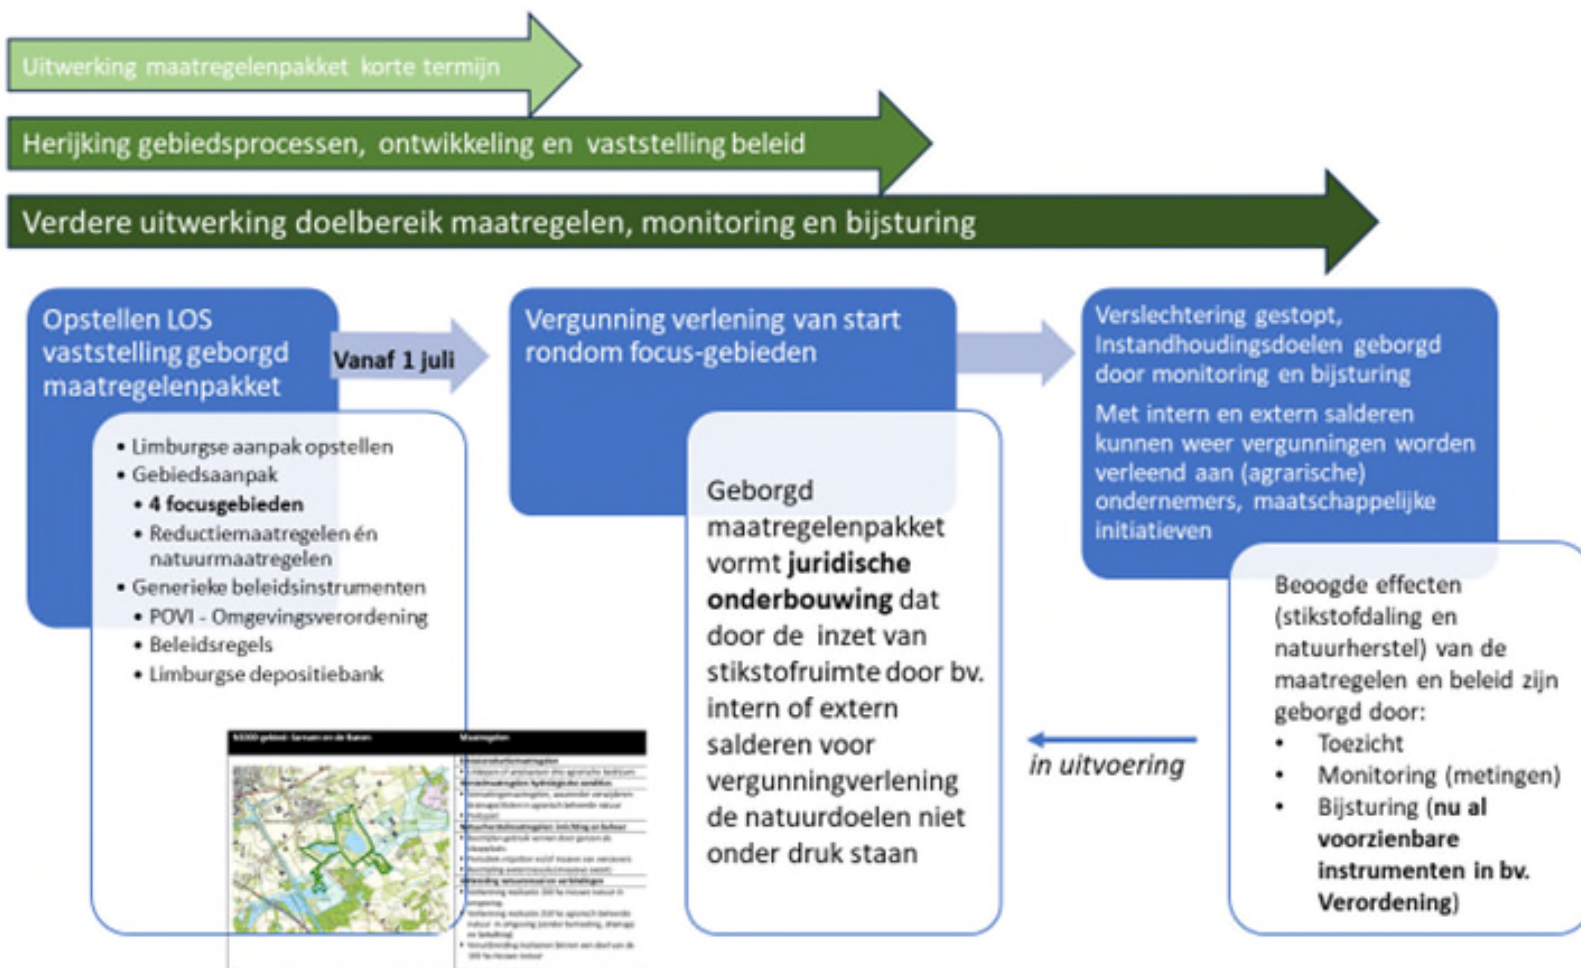 Uitwerking maatregelenpakket korte termijn
Herijking gebiedsprocessen, ontwikkeling en vaststelling beleid
Verdere uitwerking doelbereik maatregelen, monitoring en bijsturing
Opstellen LOS
vaststelling geborgd
maatregelenpakket
Vanaf 1 juli
• Limburgse aanpak opstellen
• Gebiedsaanpak
• 4 focusgebieden
• Reductiemaatregelen én
natuurmaatregelen
• Generieke beleidsinstrumenten
• POVI - Omgevingsverordening
• Beleidsregels
• Limburgse depositiebank
Maatregelen
Vergunning verlening van start
rondom focus-gebieden
Geborgd
maatregelenpakket
vormt juridische
onderbouwing dat
door de inzet van
stikstofruimte door bv.
intern of extern
salderen voor
vergunningverlening
de natuurdoelen niet
onder druk staan
Verslechtering gestopt,
Instandhoudingsdoelen geborgd
door monitoring en bijsturing
Met intern en extern salderen
kunnen weer vergunningen worden
verleend aan (agrarische)
ondernemers, maatschappelijke
initiatieven
in uitvoering
Beoogde effecten
(stikstofdaling en
natuurherstel) van de
maatregelen en beleid zijn
geborgd door:
• Toezicht
• Monitoring (metingen)
• Bijsturing (nu al
voorzienbare
instrumenten in bv.
Verordening)